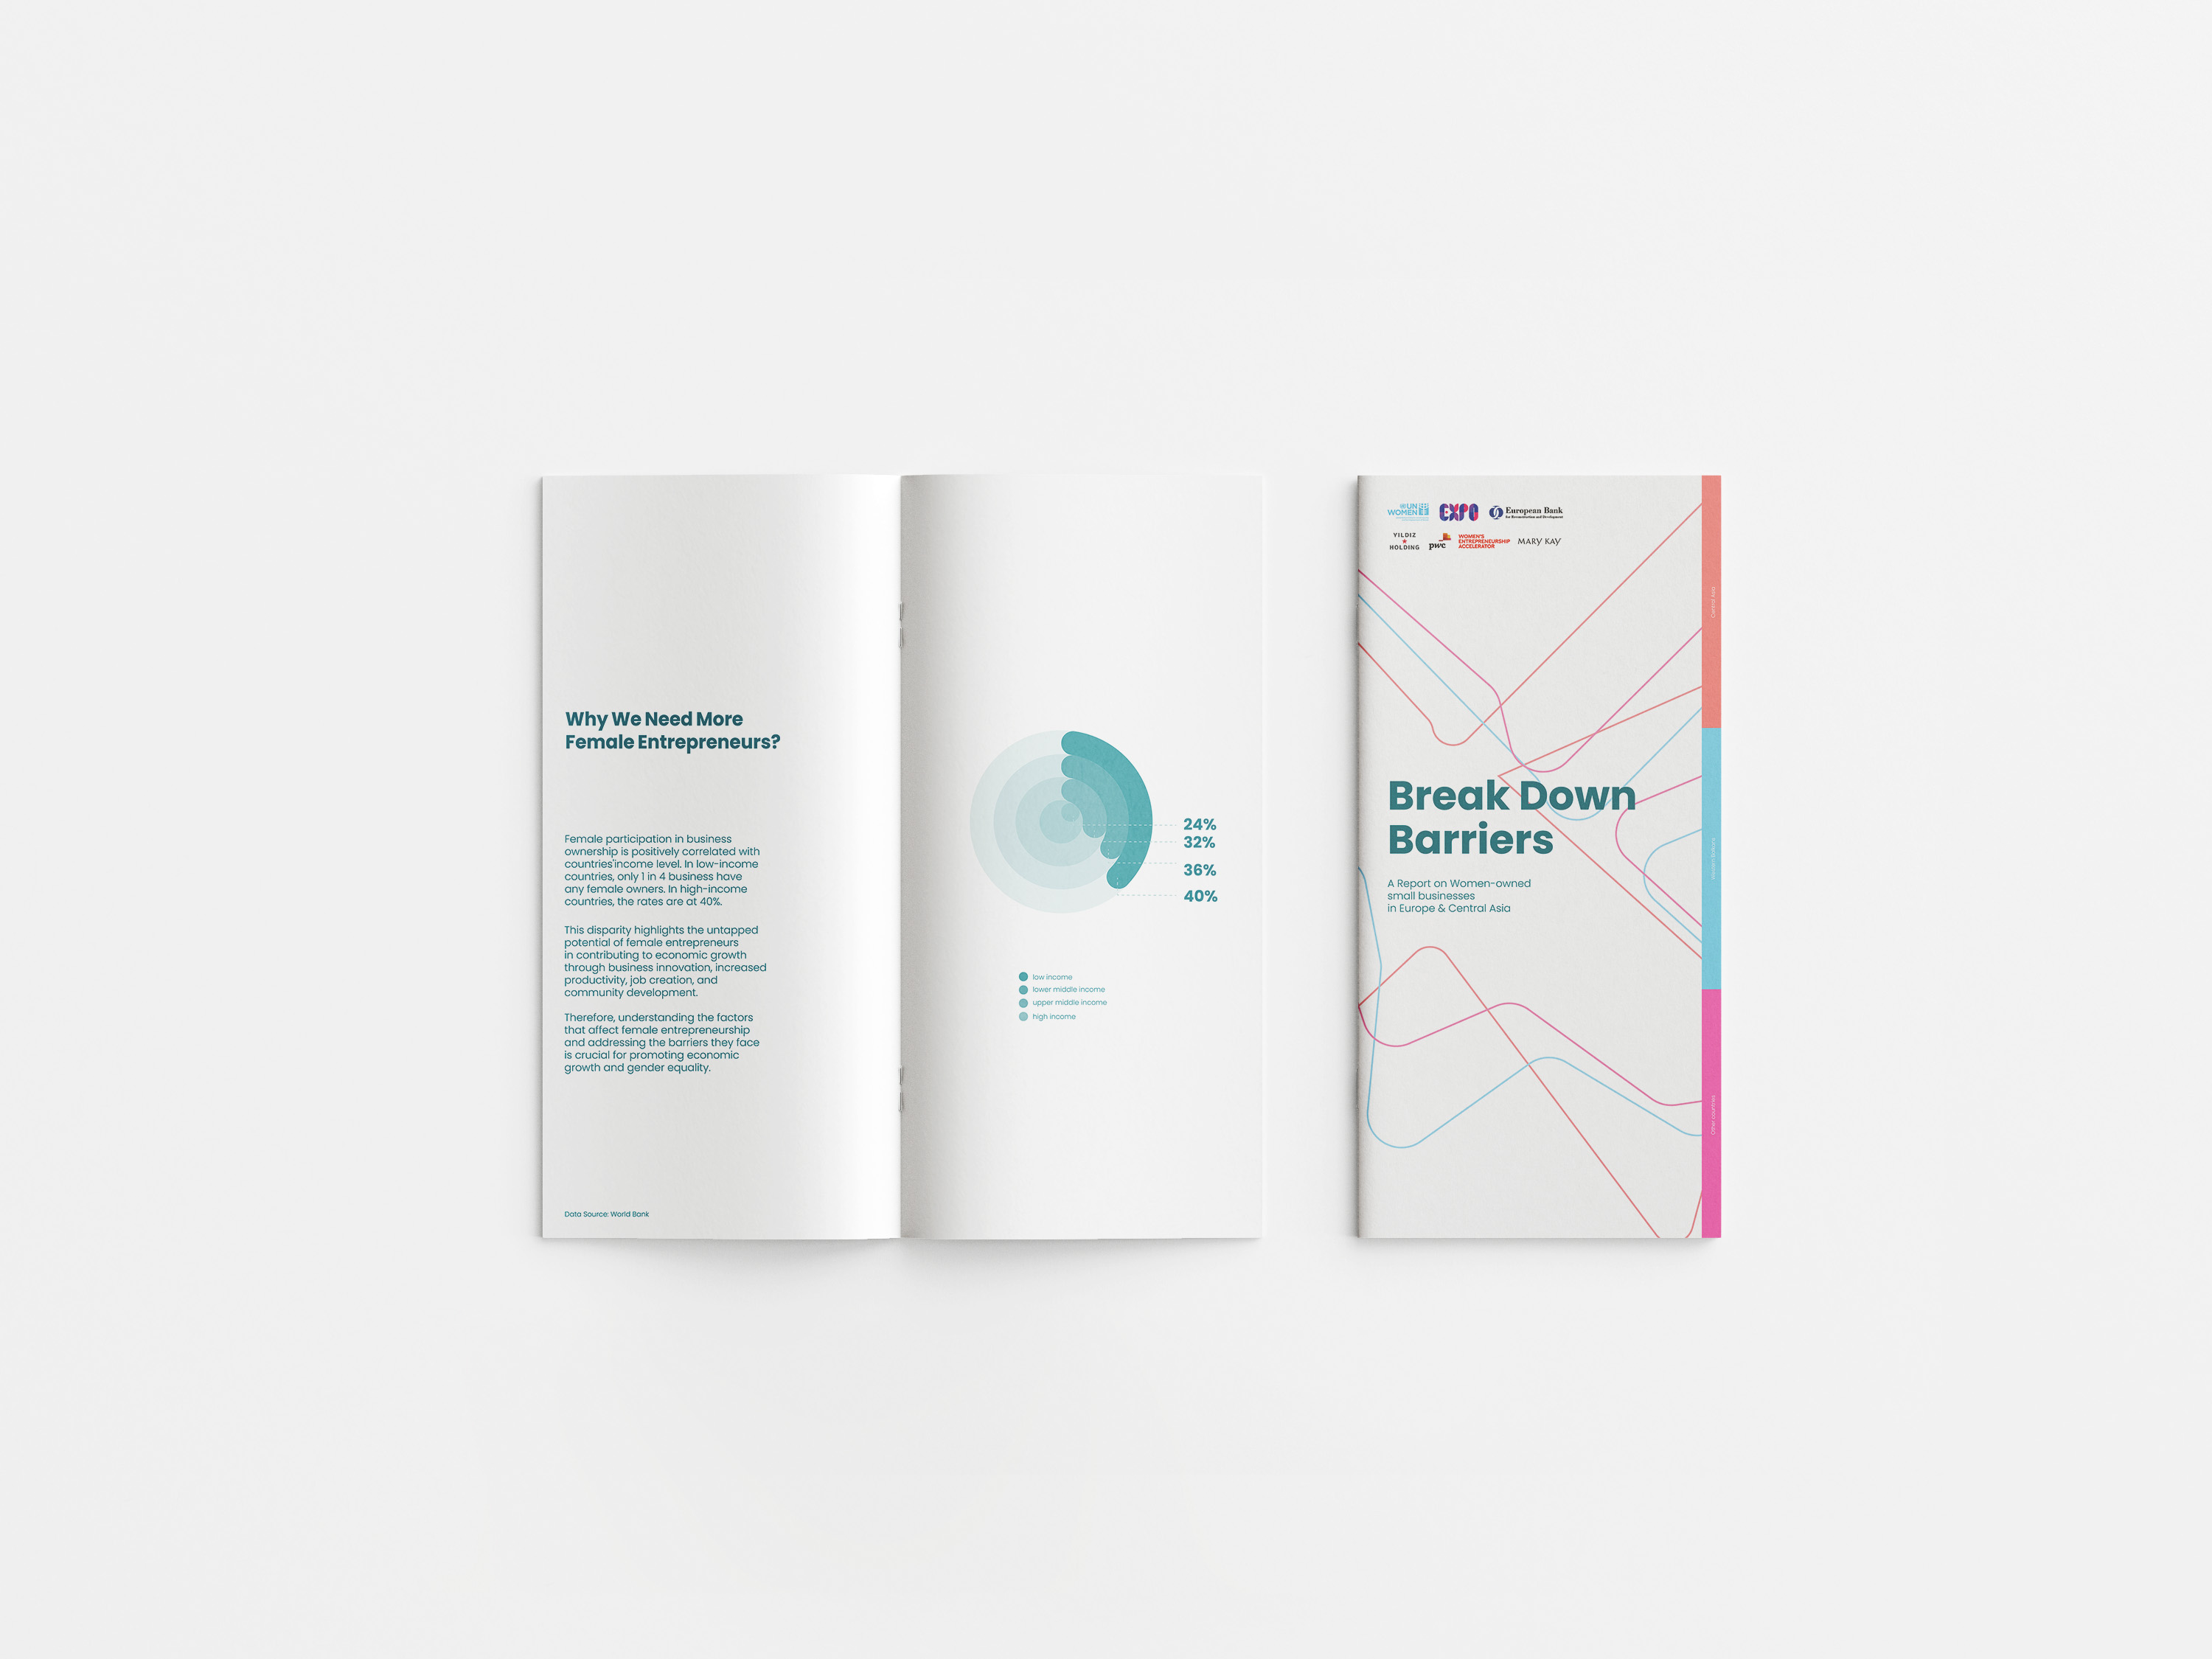 Why We Need More
Female Entrepreneurs?
Female participation in business
ownership is positively correlated with
countries'income level. In low-income
countries, only 1 in 4 business have
any female owners. In high-income
countries, the rates are at 40%.
This disparity highlights the untapped
potential of female entrepreneurs
in contributing to economic growth
through business innovation, increased
productivity, job creation, and
community development.
Therefore, understanding the factors
that affect female entrepreneurship
and addressing the barriers they face
is crucial for promoting economic
growth and gender equality.
Data Source: World Bank
24%
32%
36%
40%
low income
lower middle income
upper middle income
high income
UN
WOMEN
EXPO
European Bank
for Reconstruction and Development
YILDIZ
HOLDING
pwc
WOMEN'S
ENTREPRENEURSHIP
ACCELERATOR
MARY KAY
Break Down
Barriers
A Report on Women-owned
small businesses
in Europe & Central Asia
Central Asia
Western Balkans
Other countries